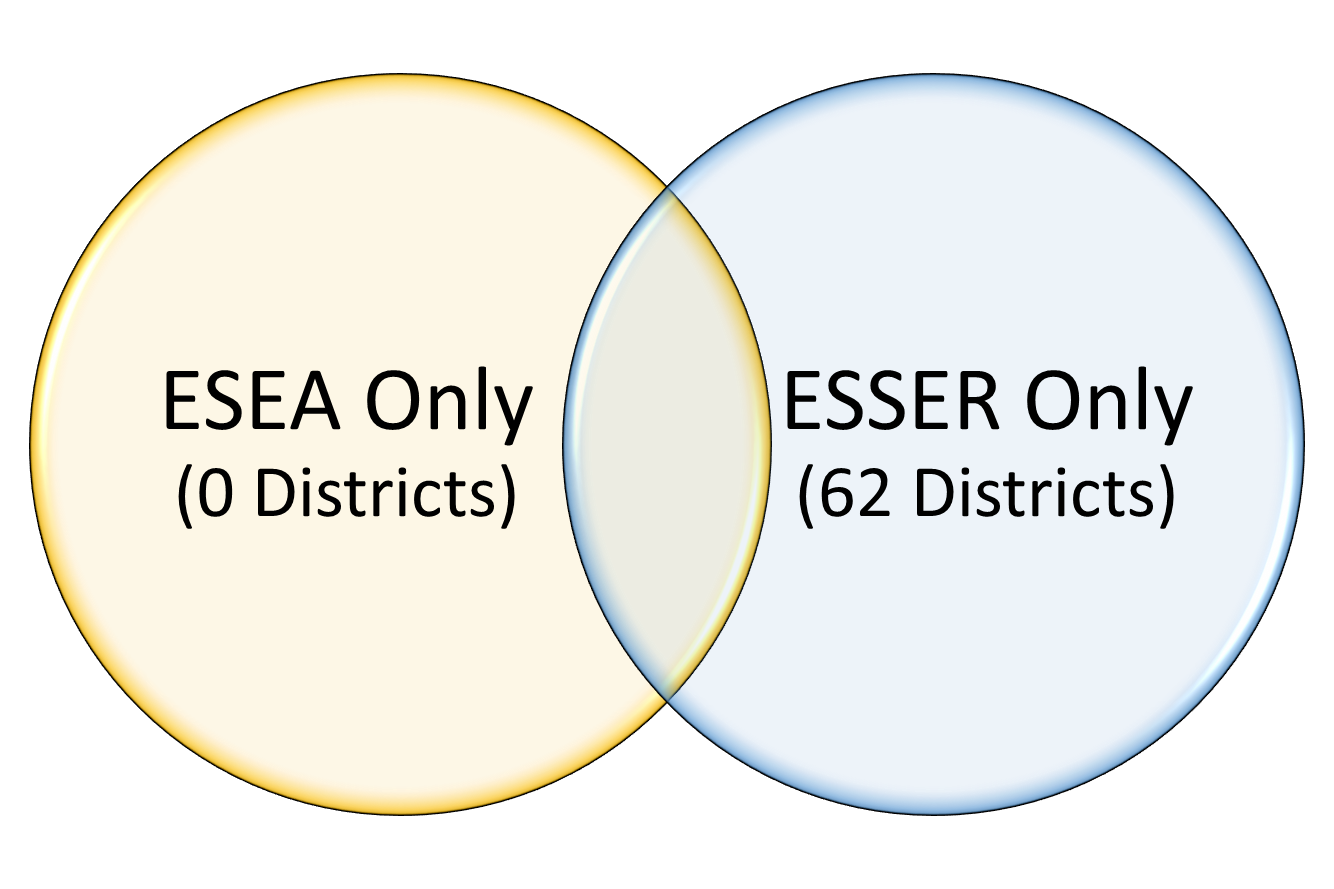 ESEA Only
(0 Districts)
ESSER Only
(62 Districts)